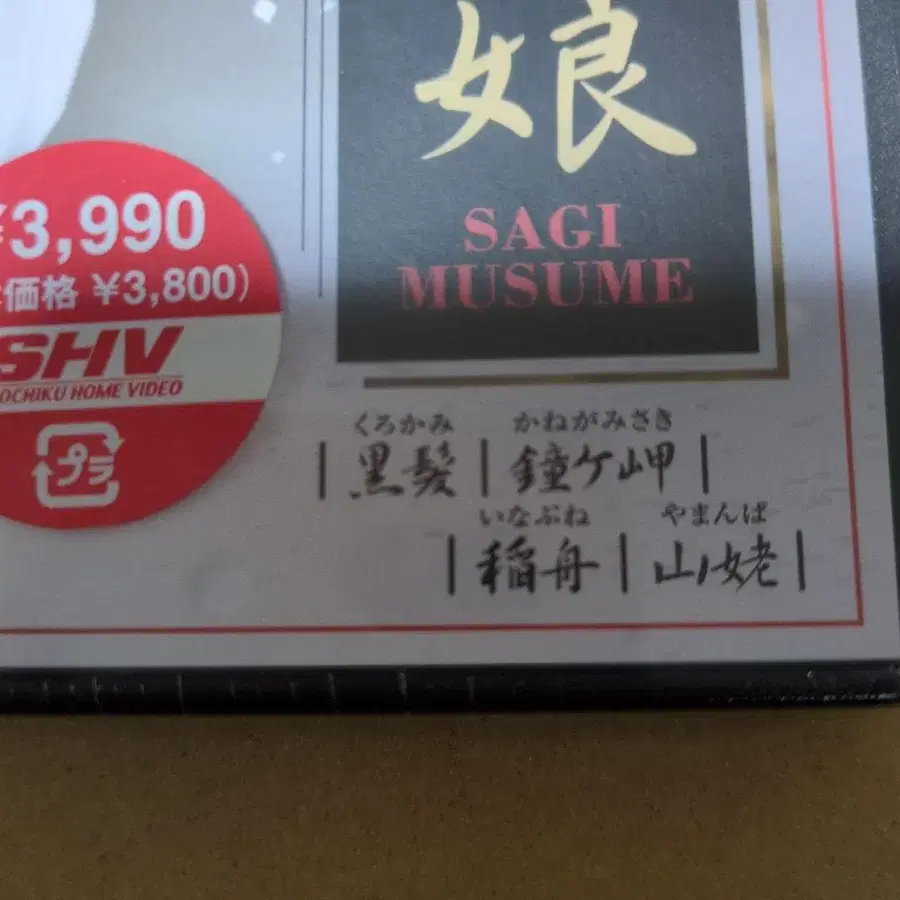 娘
SAGI
MUSUME
¥3,990
価格 ¥3,800)
SHV
OCHIKU HOME VIDEO
プラ
くろかみ かねがみさき
|黒髪|鐘ケ岬|
いなぶね やまんば
|稲舟|山姥|